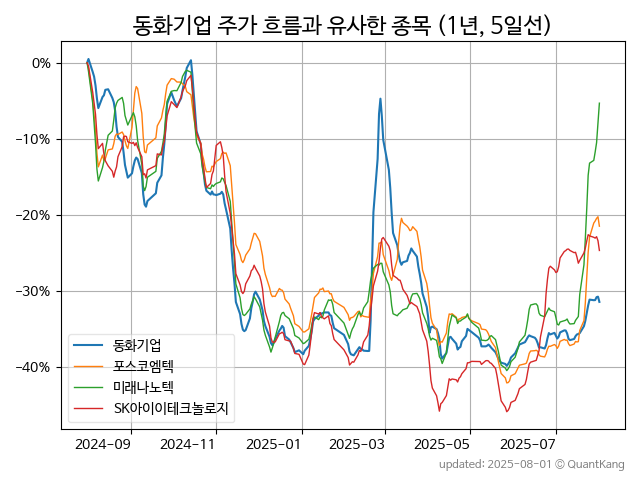 동화기업 주가 흐름과 유사한 종목 (1년, 5일선)
0%
−10%
−20%
−30%
−40%
동화기업
포스코엠텍
미래나노텍
SK아이이테크놀로지
2024-09 2024-11 2025-01 2025-03 2025-05 2025-07
updated: 2025-08-01 © QuantKang